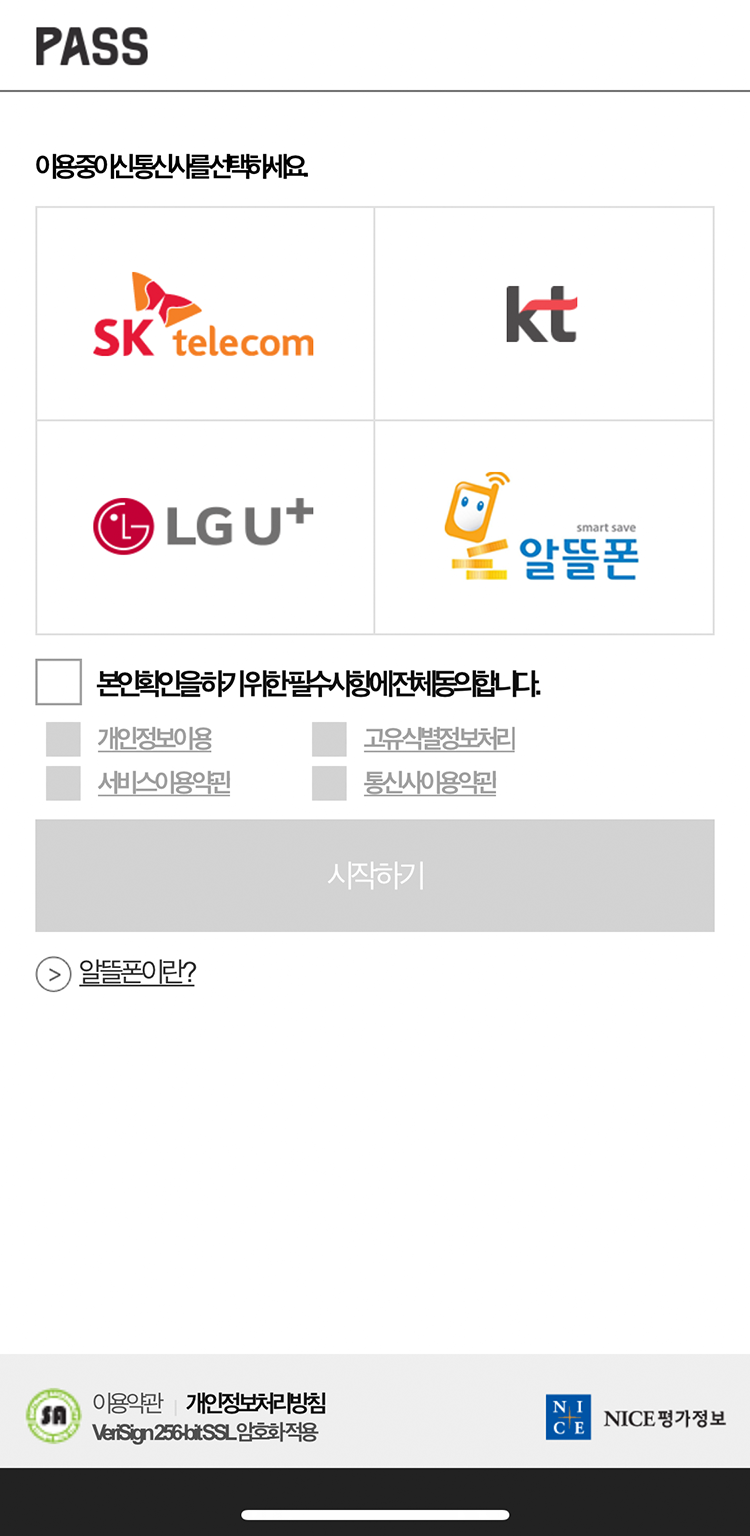 PASS
이용중이신 통신사를 선택하세요.
SK telecom
kt
LG U+
smart save
알뜰폰
본인확인을 하기 위한 필수사항에 전체 동의합니다.
개인정보이용 고유식별정보처리
서비스이용약관 통신사이용약관
시작하기
> 알뜰폰이란?
SA 이용약관 | 개인정보처리방침
VeriSign 256-bit SSL 암호화 적용
NICE NICE평가정보